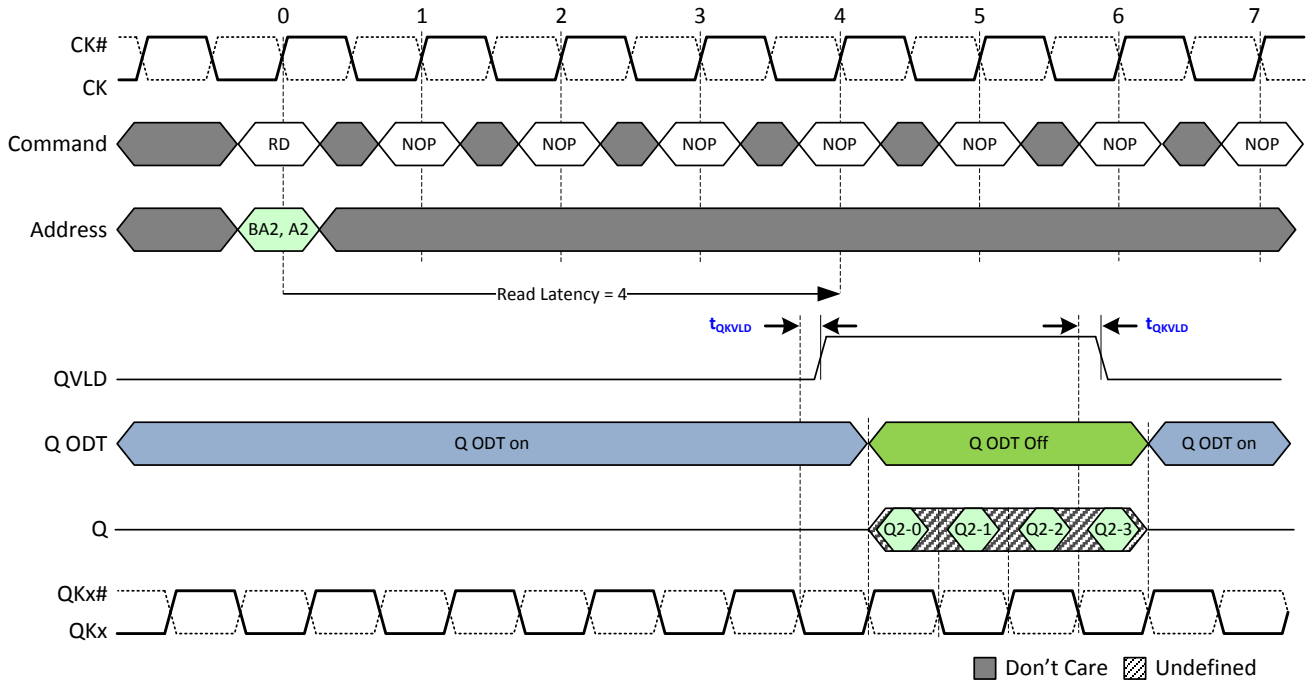 0 1 2 3 4 5 6 7
CK#
CK
Command RD NOP NOP NOP NOP NOP NOP NOP
Address BA2, A2
Read Latency = 4
tQKVLD tQKVLD
QVLD
Q ODT Q ODT on Q ODT Off Q ODT on
Q Q2-0 Q2-1 Q2-2 Q2-3
QKx#
QKx
Don't Care Undefined